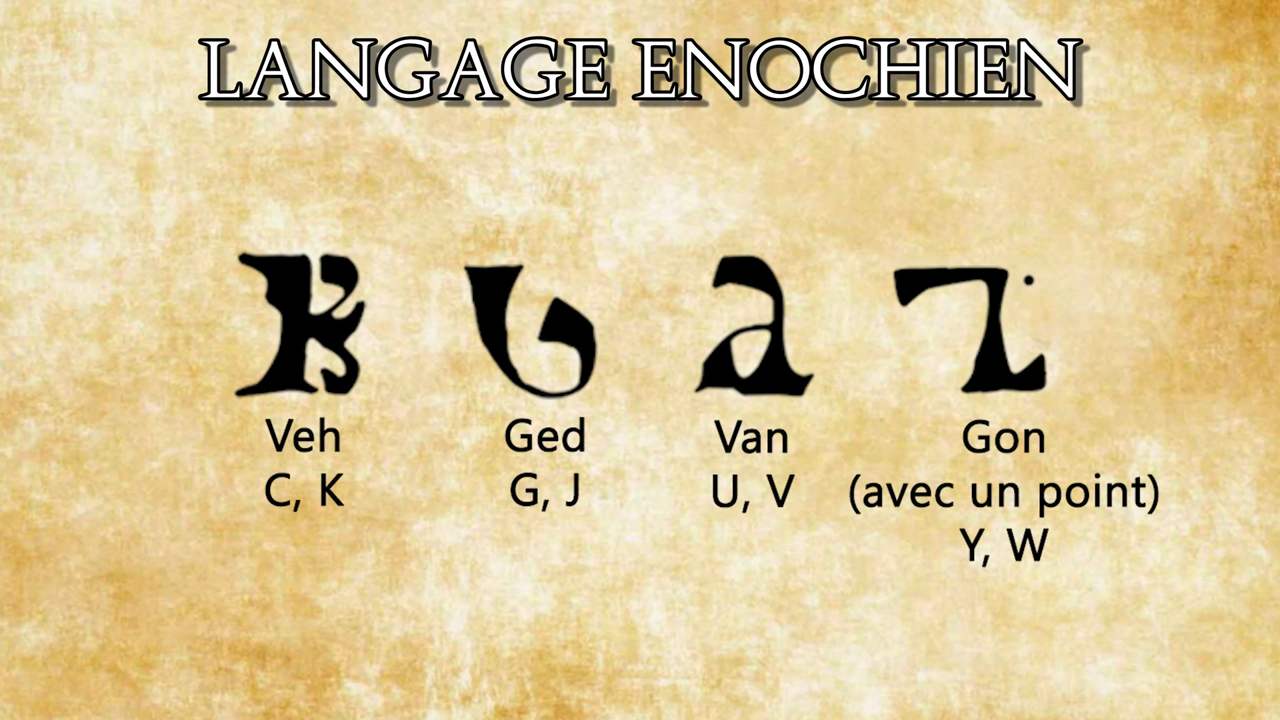 LANGAGE ENOCHIEN
Veh Ged Van Gon
C, K G, J U, V (avec un point)
Y, W